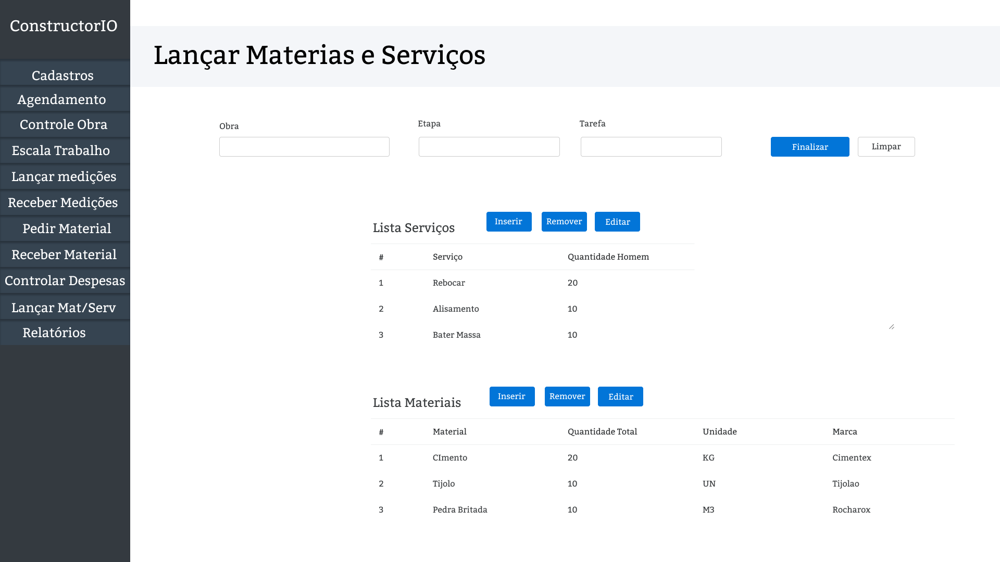 ConstructorIO
Cadastros
Agendamento
Controle Obra
Escala Trabalho
Lançar medições
Receber Medições
Pedir Material
Receber Material
Controlar Despesas
Lançar Mat/Serv
Relatórios
Lançar Materias e Serviços
Obra Etapa Tarefa
Finalizar Limpar
Lista Serviços Inserir Remover Editar
# Serviço Quantidade Homem
1 Rebocar 20
2 Alisamento 10
3 Bater Massa 10
Lista Materiais Inserir Remover Editar
# Material Quantidade Total Unidade Marca
1 CImento 20 KG Cimentex
2 Tijolo 10 UN Tijolao
3 Pedra Britada 10 M3 Rocharox